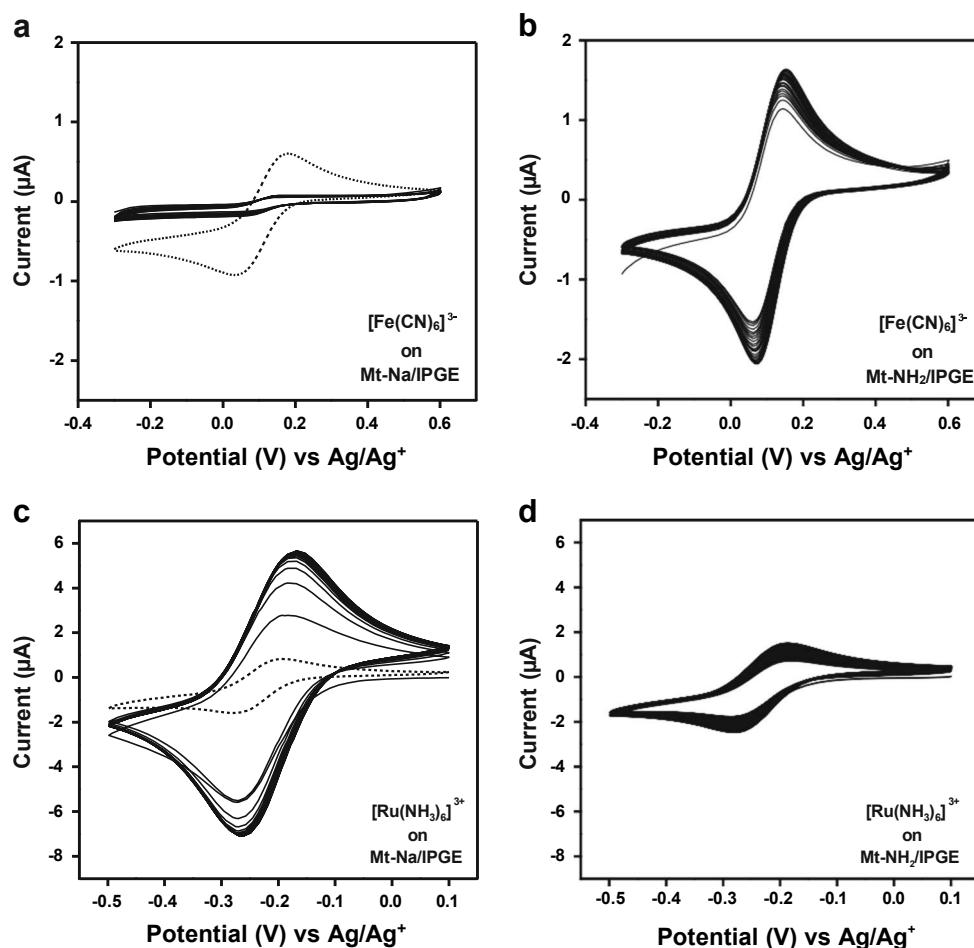 a
2
1
0
-1
-2
-0.4
-0.2
0.0
0.2
0.4
0.6
Current (µA)
Potential (V) vs Ag/Ag⁺
[Fe(CN)₆]³⁻
on
Mt-Na/IPGE
b
2
1
0
-1
-2
-0.4
-0.2
0.0
0.2
0.4
0.6
Current (µA)
Potential (V) vs Ag/Ag⁺
[Fe(CN)₆]³⁻
on
Mt-NH₂/IPGE
c
6
4
2
0
-2
-4
-6
-8
-0.5
-0.4
-0.3
-0.2
-0.1
0.0
0.1
Current (µA)
Potential (V) vs Ag/Ag⁺
[Ru(NH₃)₆]³⁺
on
Mt-Na/IPGE
d
6
4
2
0
-2
-4
-6
-8
-0.5
-0.4
-0.3
-0.2
-0.1
0.0
0.1
Current (µA)
Potential (V) vs Ag/Ag⁺
[Ru(NH₃)₆]³⁺
on
Mt-NH₂/IPGE